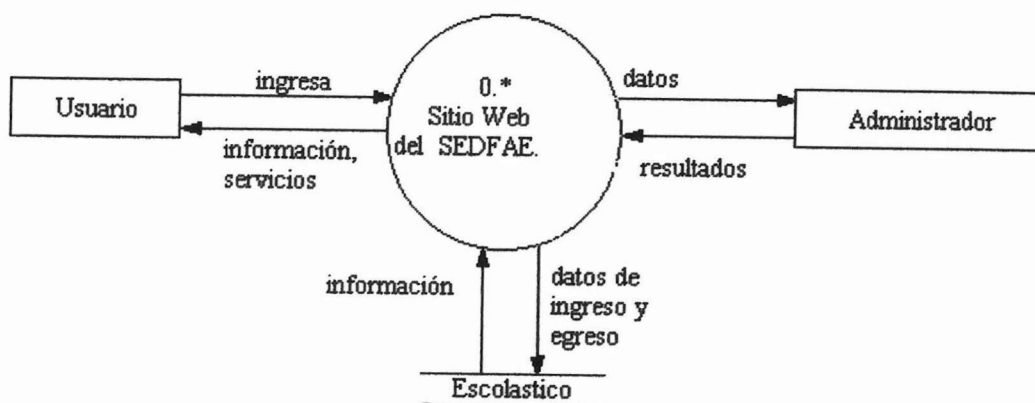 ingresa
Usuario
información,
servicios
0.*
Sitio Web
del SEDFAE.
datos
Administrador
resultados
información
datos de
ingreso y
egreso
Escolastico